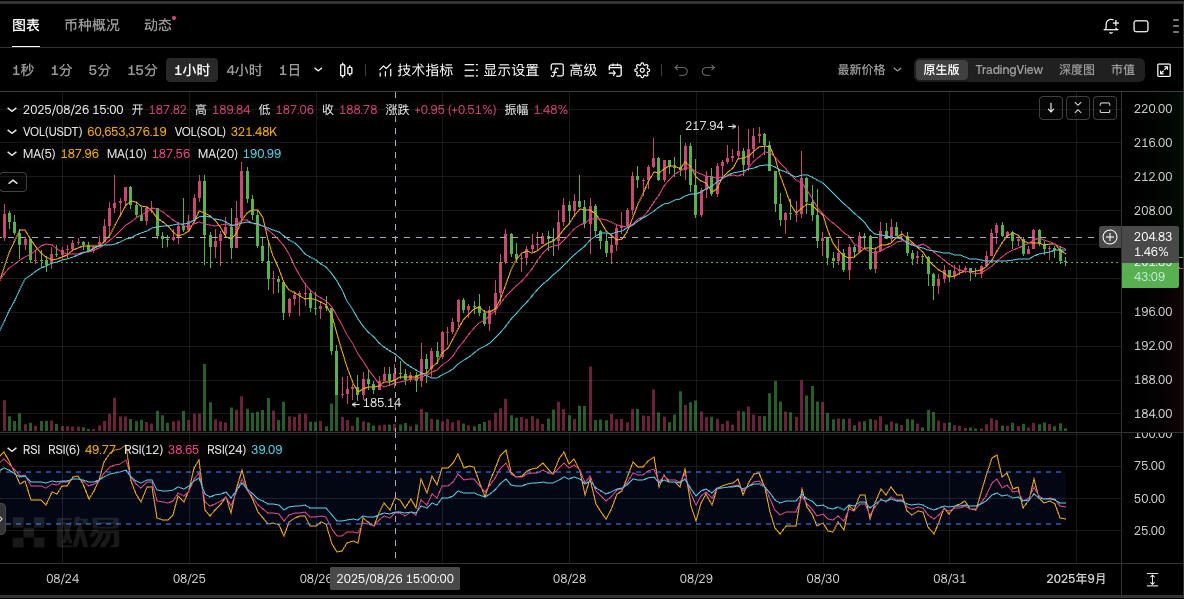 图表 币种概况 动态
1秒 1分 5分 15分 1小时 4小时 1日 技术指标 显示设置 高级 最新价格 原生版 TradingView 深度图 市值
2025/08/26 15:00 开 187.82 高 189.84 低 187.06 收 188.78 涨跌 +0.95 (+0.51%) 振幅 1.48%
VOL(USDT) 60,653,376.19 VOL(SOL) 321.48K
MA(5) 187.96 MA(10) 187.56 MA(20) 190.99
217.94
185.14
220.00
216.00
212.00
208.00
204.83
1.46%
43:09
196.00
192.00
188.00
184.00
100.00
RSI RSI(6) 49.77 RSI(12) 38.65 RSI(24) 39.09
75.00
50.00
25.00
欧易
08/24 08/25 08/26 2025/08/26 15:00:00 08/28 08/29 08/30 08/31 2025年9月